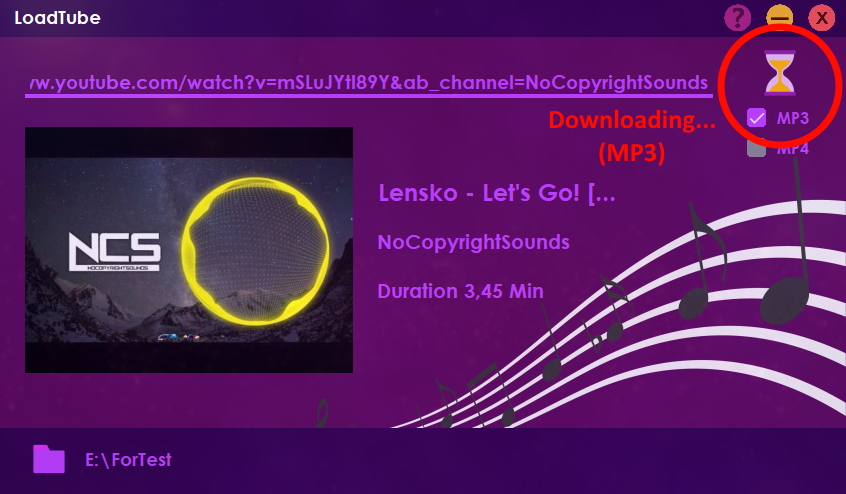 LoadTube
?
X
rw.youtube.com/watch?v=mSLuJYtl89Y&ab_channel=NoCopyrightSounds
MP3
Downloading...
(MP3)
MP4
Lensko - Let's Go! [...
NCS
NOCOPYRIGHTSOUNDS
NoCopyrightSounds
Duration 3,45 Min
E:\ForTest